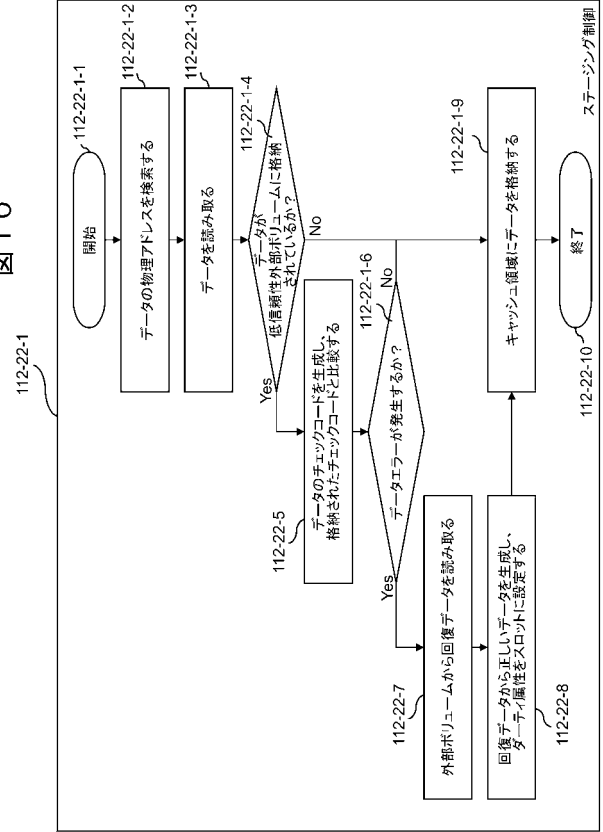 図 16
112-22-1
112-22-1-1
開始
112-22-1-2
データの物理アドレスを検索する
112-22-1-3
データを読み取る
112-22-1-4
データが
低信頼性外部ボリュームに格納
されているか？
Yes
No
112-22-5
データのチェックコードを生成し、
格納されたチェックコードと比較する
112-22-1-6
データエラーが発生するか？
Yes
No
112-22-7
外部ボリュームから回復データを読み取る
回復データから正しいデータを生成し、
ダーティ属性をスロットに設定する
112-22-8
112-22-1-9
キャッシュ領域にデータを格納する
終了
112-22-10
ステージング制御